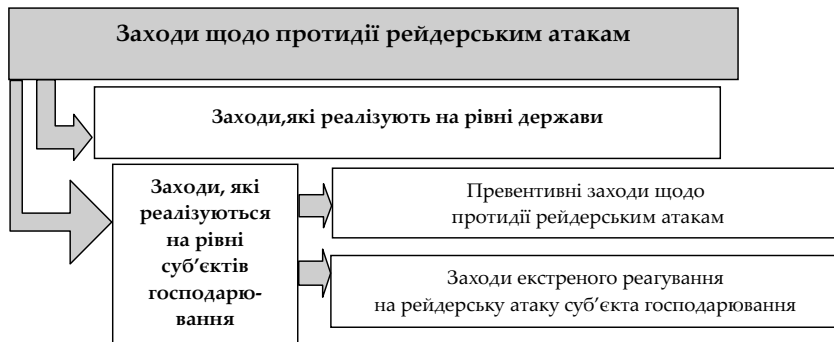 Заходи щодо протидії рейдерським атакам
Заходи,які реалізують на рівні держави
Заходи, які
реалізуються
на рівні
суб’єктів
господарю-
вання
Превентивні заходи щодо
протидії рейдерським атакам
Заходи екстреного реагування
на рейдерську атаку суб’єкта господарювання